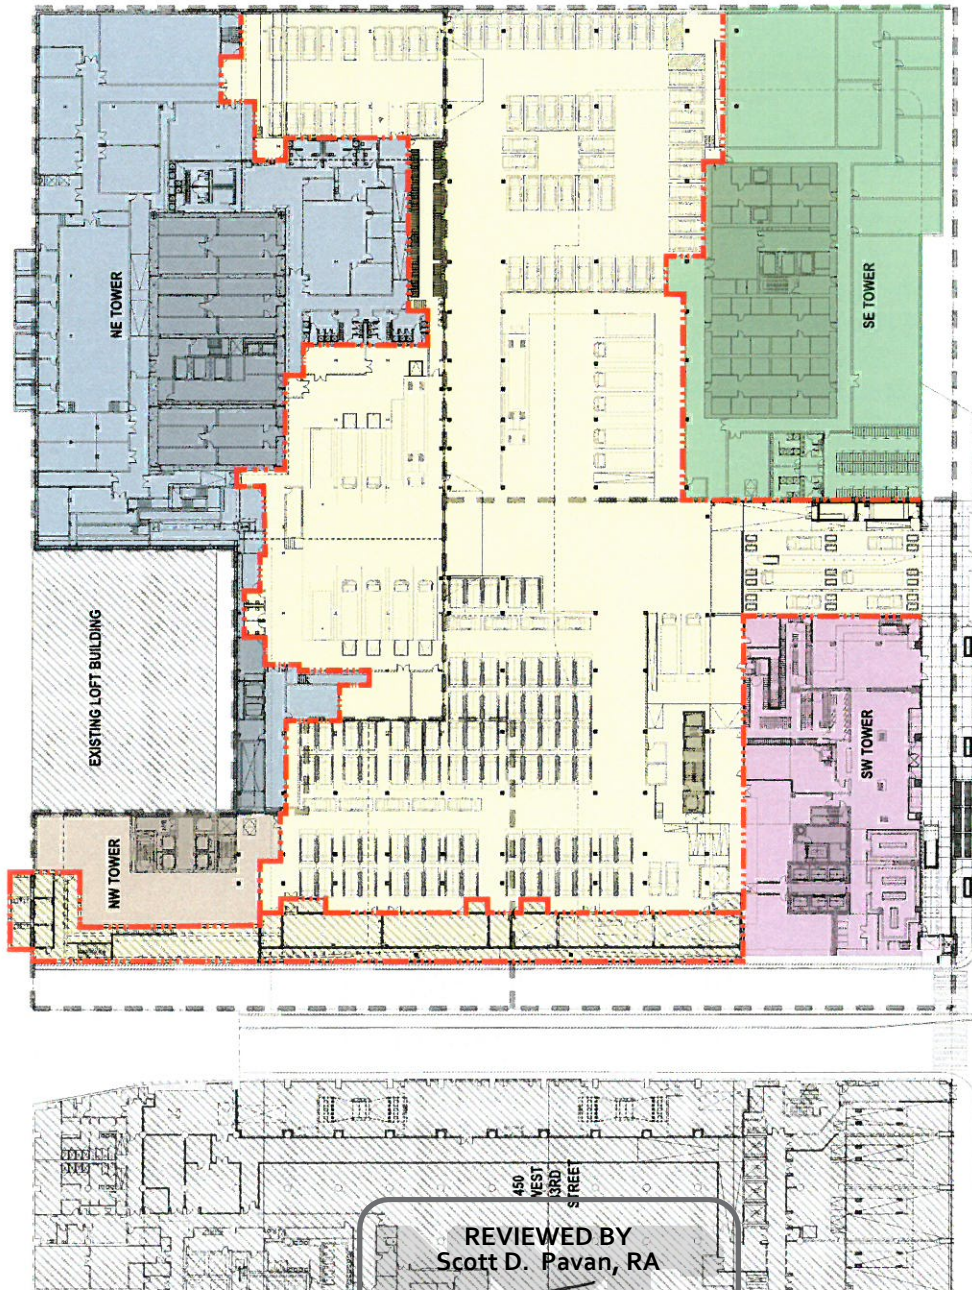 NE TOWER
SE TOWER
EXISTING LOFT BUILDING
SW TOWER
NW TOWER
450
WEST
33RD
STREET
REVIEWED BY
Scott D. Pavan, RA